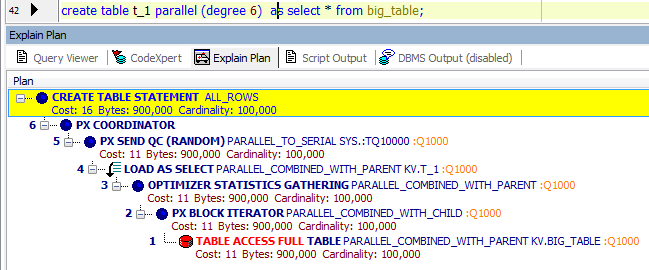 42 create table t_1 parallel (degree 6) as select * from big_table;
Explain Plan
Query Viewer CodeXpert Explain Plan Script Output DBMS Output (disabled)
Plan
CREATE TABLE STATEMENT ALL_ROWS
Cost: 16 Bytes: 900,000 Cardinality: 100,000
6 PX COORDINATOR
5 PX SEND QC (RANDOM) PARALLEL_TO_SERIAL SYS.:TQ10000 :Q1000
Cost: 11 Bytes: 900,000 Cardinality: 100,000
4 LOAD AS SELECT PARALLEL_COMBINED_WITH_PARENT KV.T_1 :Q1000
3 OPTIMIZER STATISTICS GATHERING PARALLEL_COMBINED_WITH_PARENT :Q1000
Cost: 11 Bytes: 900,000 Cardinality: 100,000
2 PX BLOCK ITERATOR PARALLEL_COMBINED_WITH_CHILD :Q1000
Cost: 11 Bytes: 900,000 Cardinality: 100,000
1 TABLE ACCESS FULL TABLE PARALLEL_COMBINED_WITH_PARENT KV.BIG_TABLE :Q1000
Cost: 11 Bytes: 900,000 Cardinality: 100,000